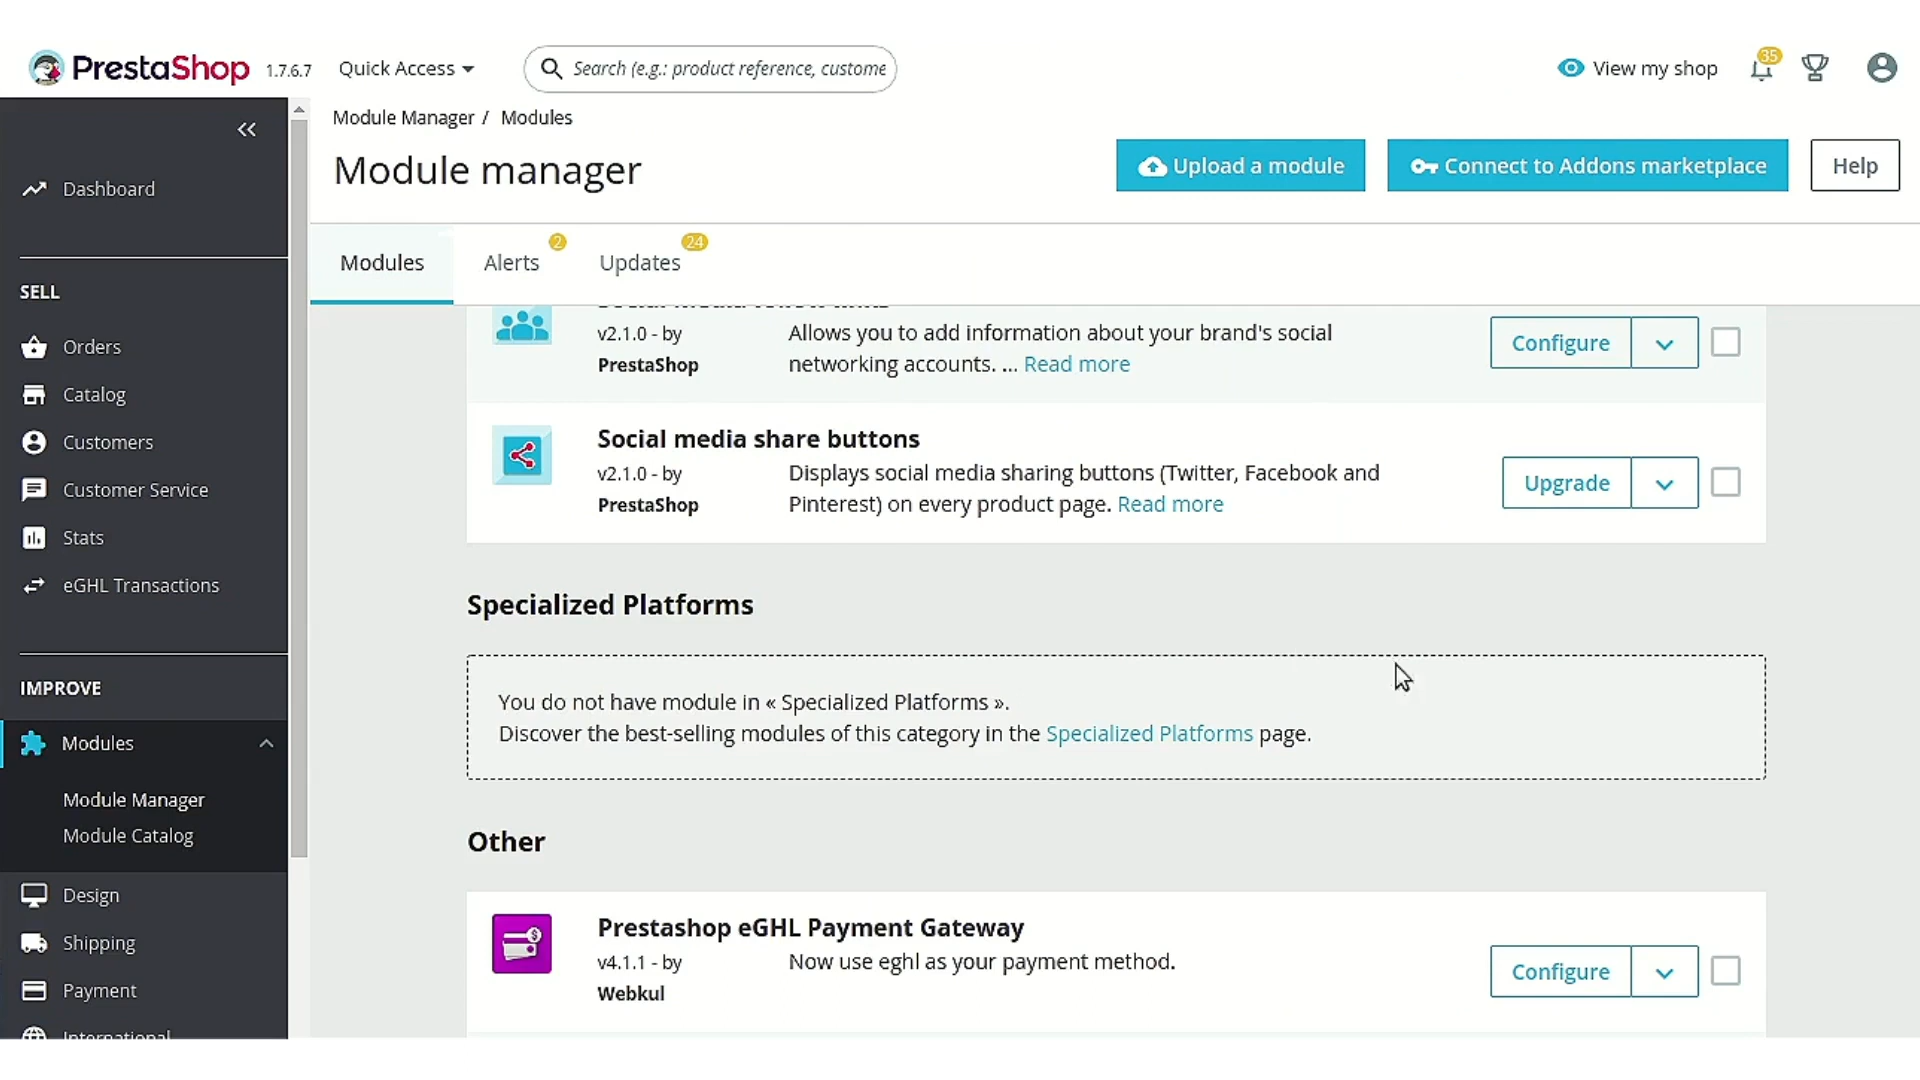 PrestaShop 1.7.6.7 Quick Access Search (e.g.: product reference, custome View my shop 35
Module Manager / Modules
Module manager
Upload a module
Connect to Addons marketplace
Help
Modules
Alerts 2
Updates 24
Dashboard
SELL
Orders
Catalog
Customers
Customer Service
Stats
eGHL Transactions
IMPROVE
Modules
Module Manager
Module Catalog
Design
Shipping
Payment
International
v2.1.0 - by
PrestaShop
Allows you to add information about your brand's social
networking accounts. ... Read more
Configure
Social media share buttons
v2.1.0 - by
PrestaShop
Displays social media sharing buttons (Twitter, Facebook and
Pinterest) on every product page. Read more
Upgrade
Specialized Platforms
You do not have module in « Specialized Platforms ».
Discover the best-selling modules of this category in the Specialized Platforms page.
Other
Prestashop eGHL Payment Gateway
v4.1.1 - by
Webkul
Now use eghl as your payment method.
Configure